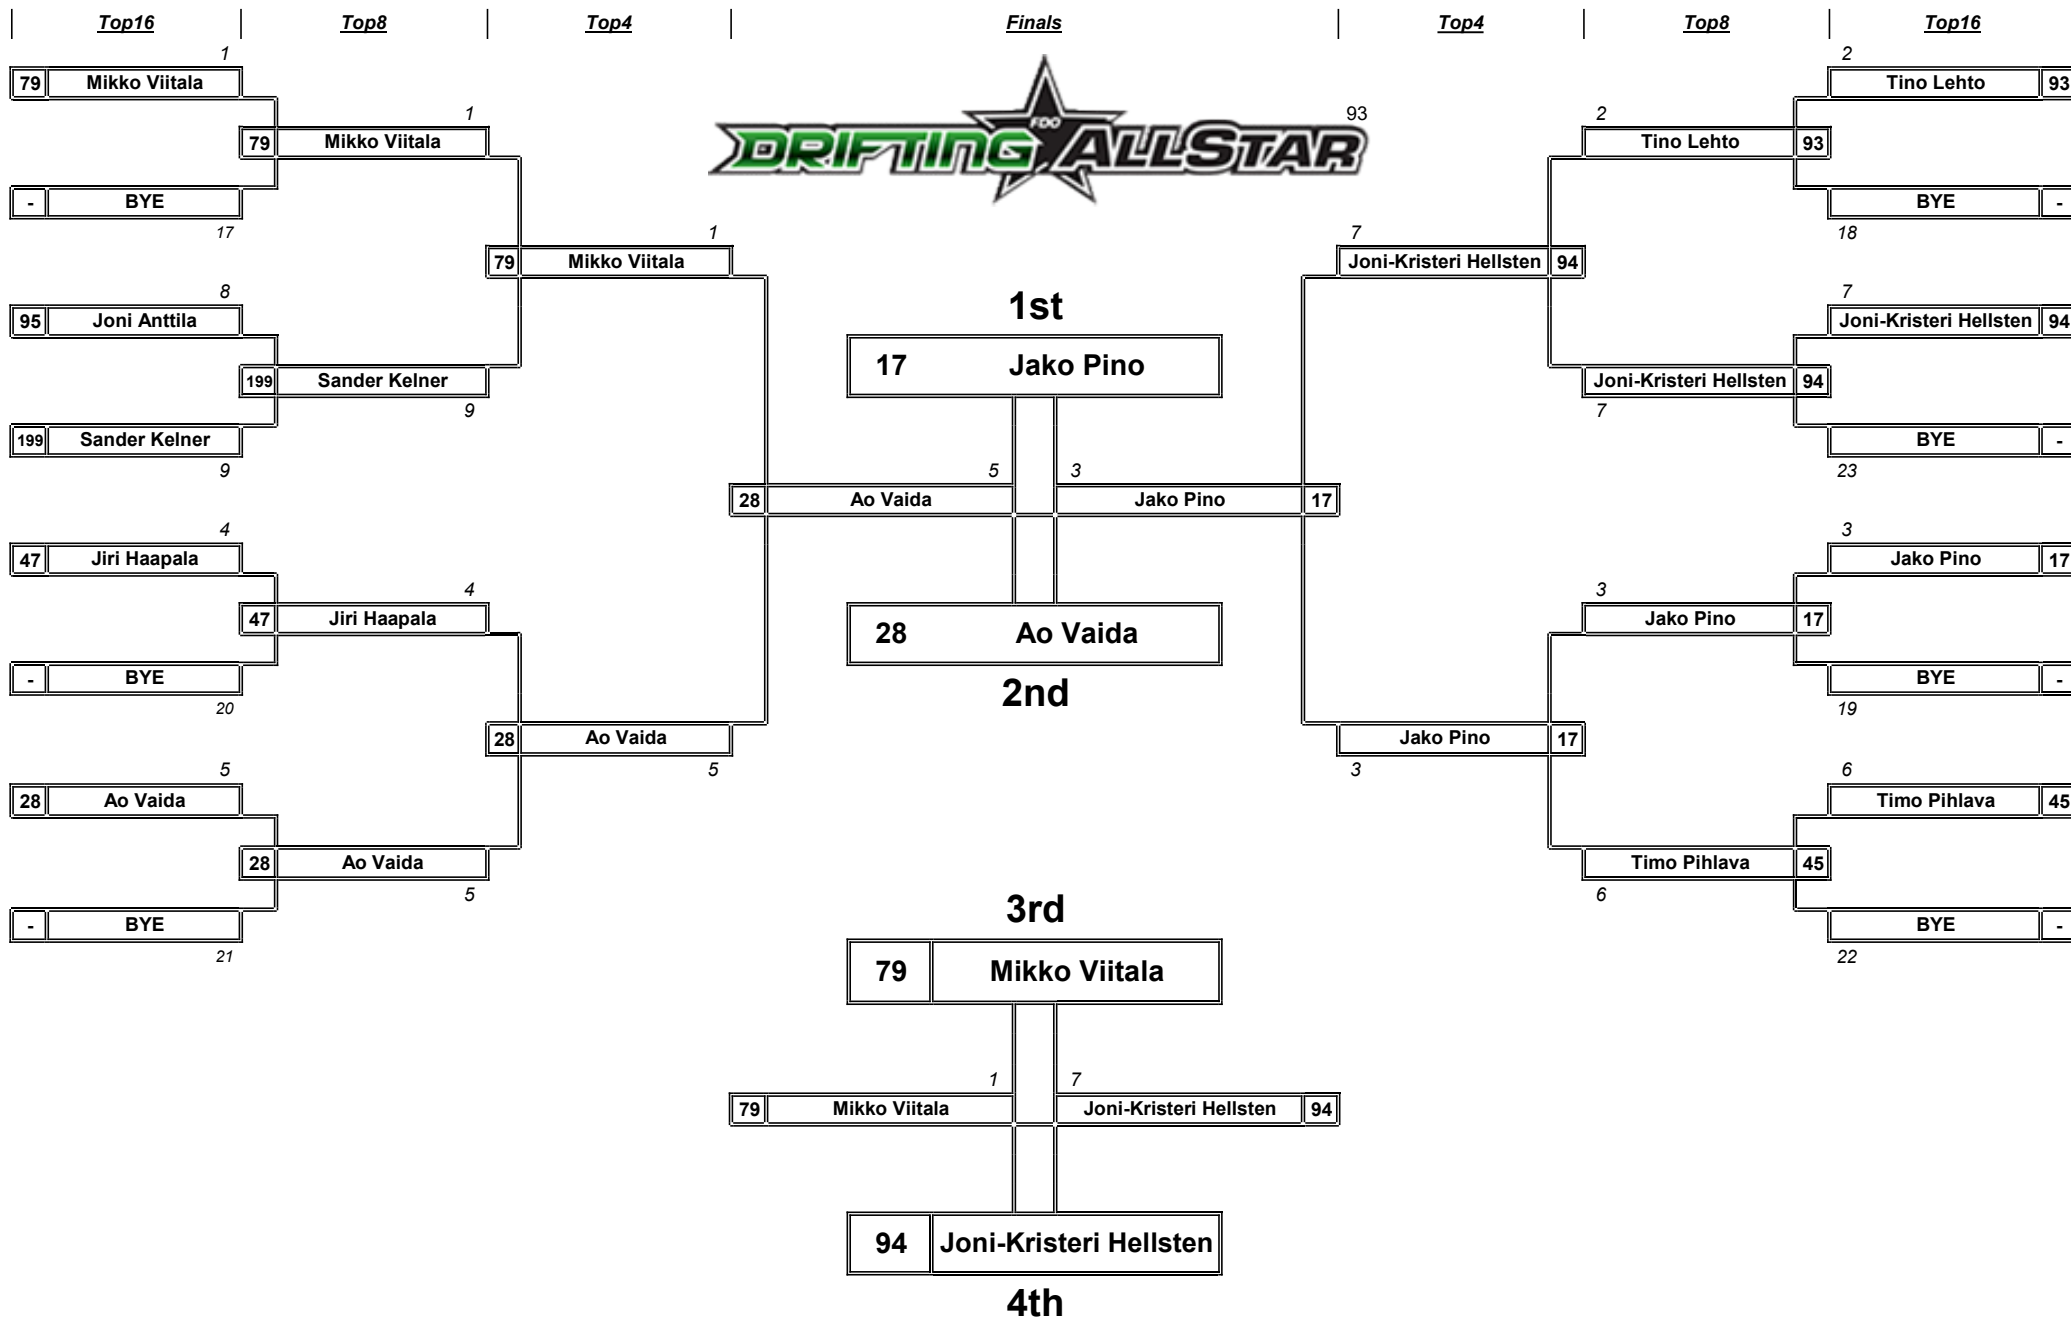 Top16 Top8 Top4 Finals Top4 Top8 Top16
1 2
79 Mikko Viitala FDO Tino Lehto 93
1 DRIFTING ALLSTAR 93 2
79 Mikko Viitala Tino Lehto 93
- BYE BYE -
17 1 7 18
79 Mikko Viitala Joni-Kristeri Hellsten 94
8 1st 7
95 Joni Anttila Joni-Kristeri Hellsten 94
17 Jako Pino
199 Sander Kelner Joni-Kristeri Hellsten 94
9 7
199 Sander Kelner BYE -
9 5 3 23
28 Ao Vaida Jako Pino 17
4 3
47 Jiri Haapala Jako Pino 17
4 3
47 Jiri Haapala Jako Pino 17
28 Ao Vaida
- BYE BYE -
20 2nd 19
28 Ao Vaida Jako Pino 17
5 5 3 6
28 Ao Vaida Timo Pihlava 45
28 Ao Vaida Timo Pihlava 45
5 6
3rd
- BYE BYE -
21 22
79 Mikko Viitala
1 7
79 Mikko Viitala Joni-Kristeri Hellsten 94
94 Joni-Kristeri Hellsten
4th